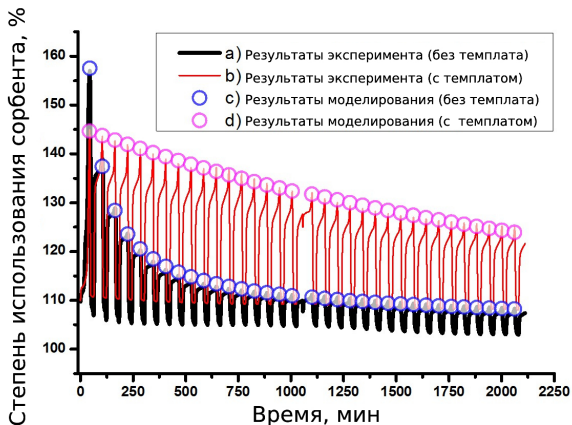 Степень использования сорбента, %
160
150
140
130
120
110
100
a) Результаты эксперимента (без темплата)
b) Результаты эксперимента (с темплатом)
c) Результаты моделирования (без темплата)
d) Результаты моделирования (с темплатом)
0 250 500 750 1000 1250 1500 1750 2000 2250
Время, мин